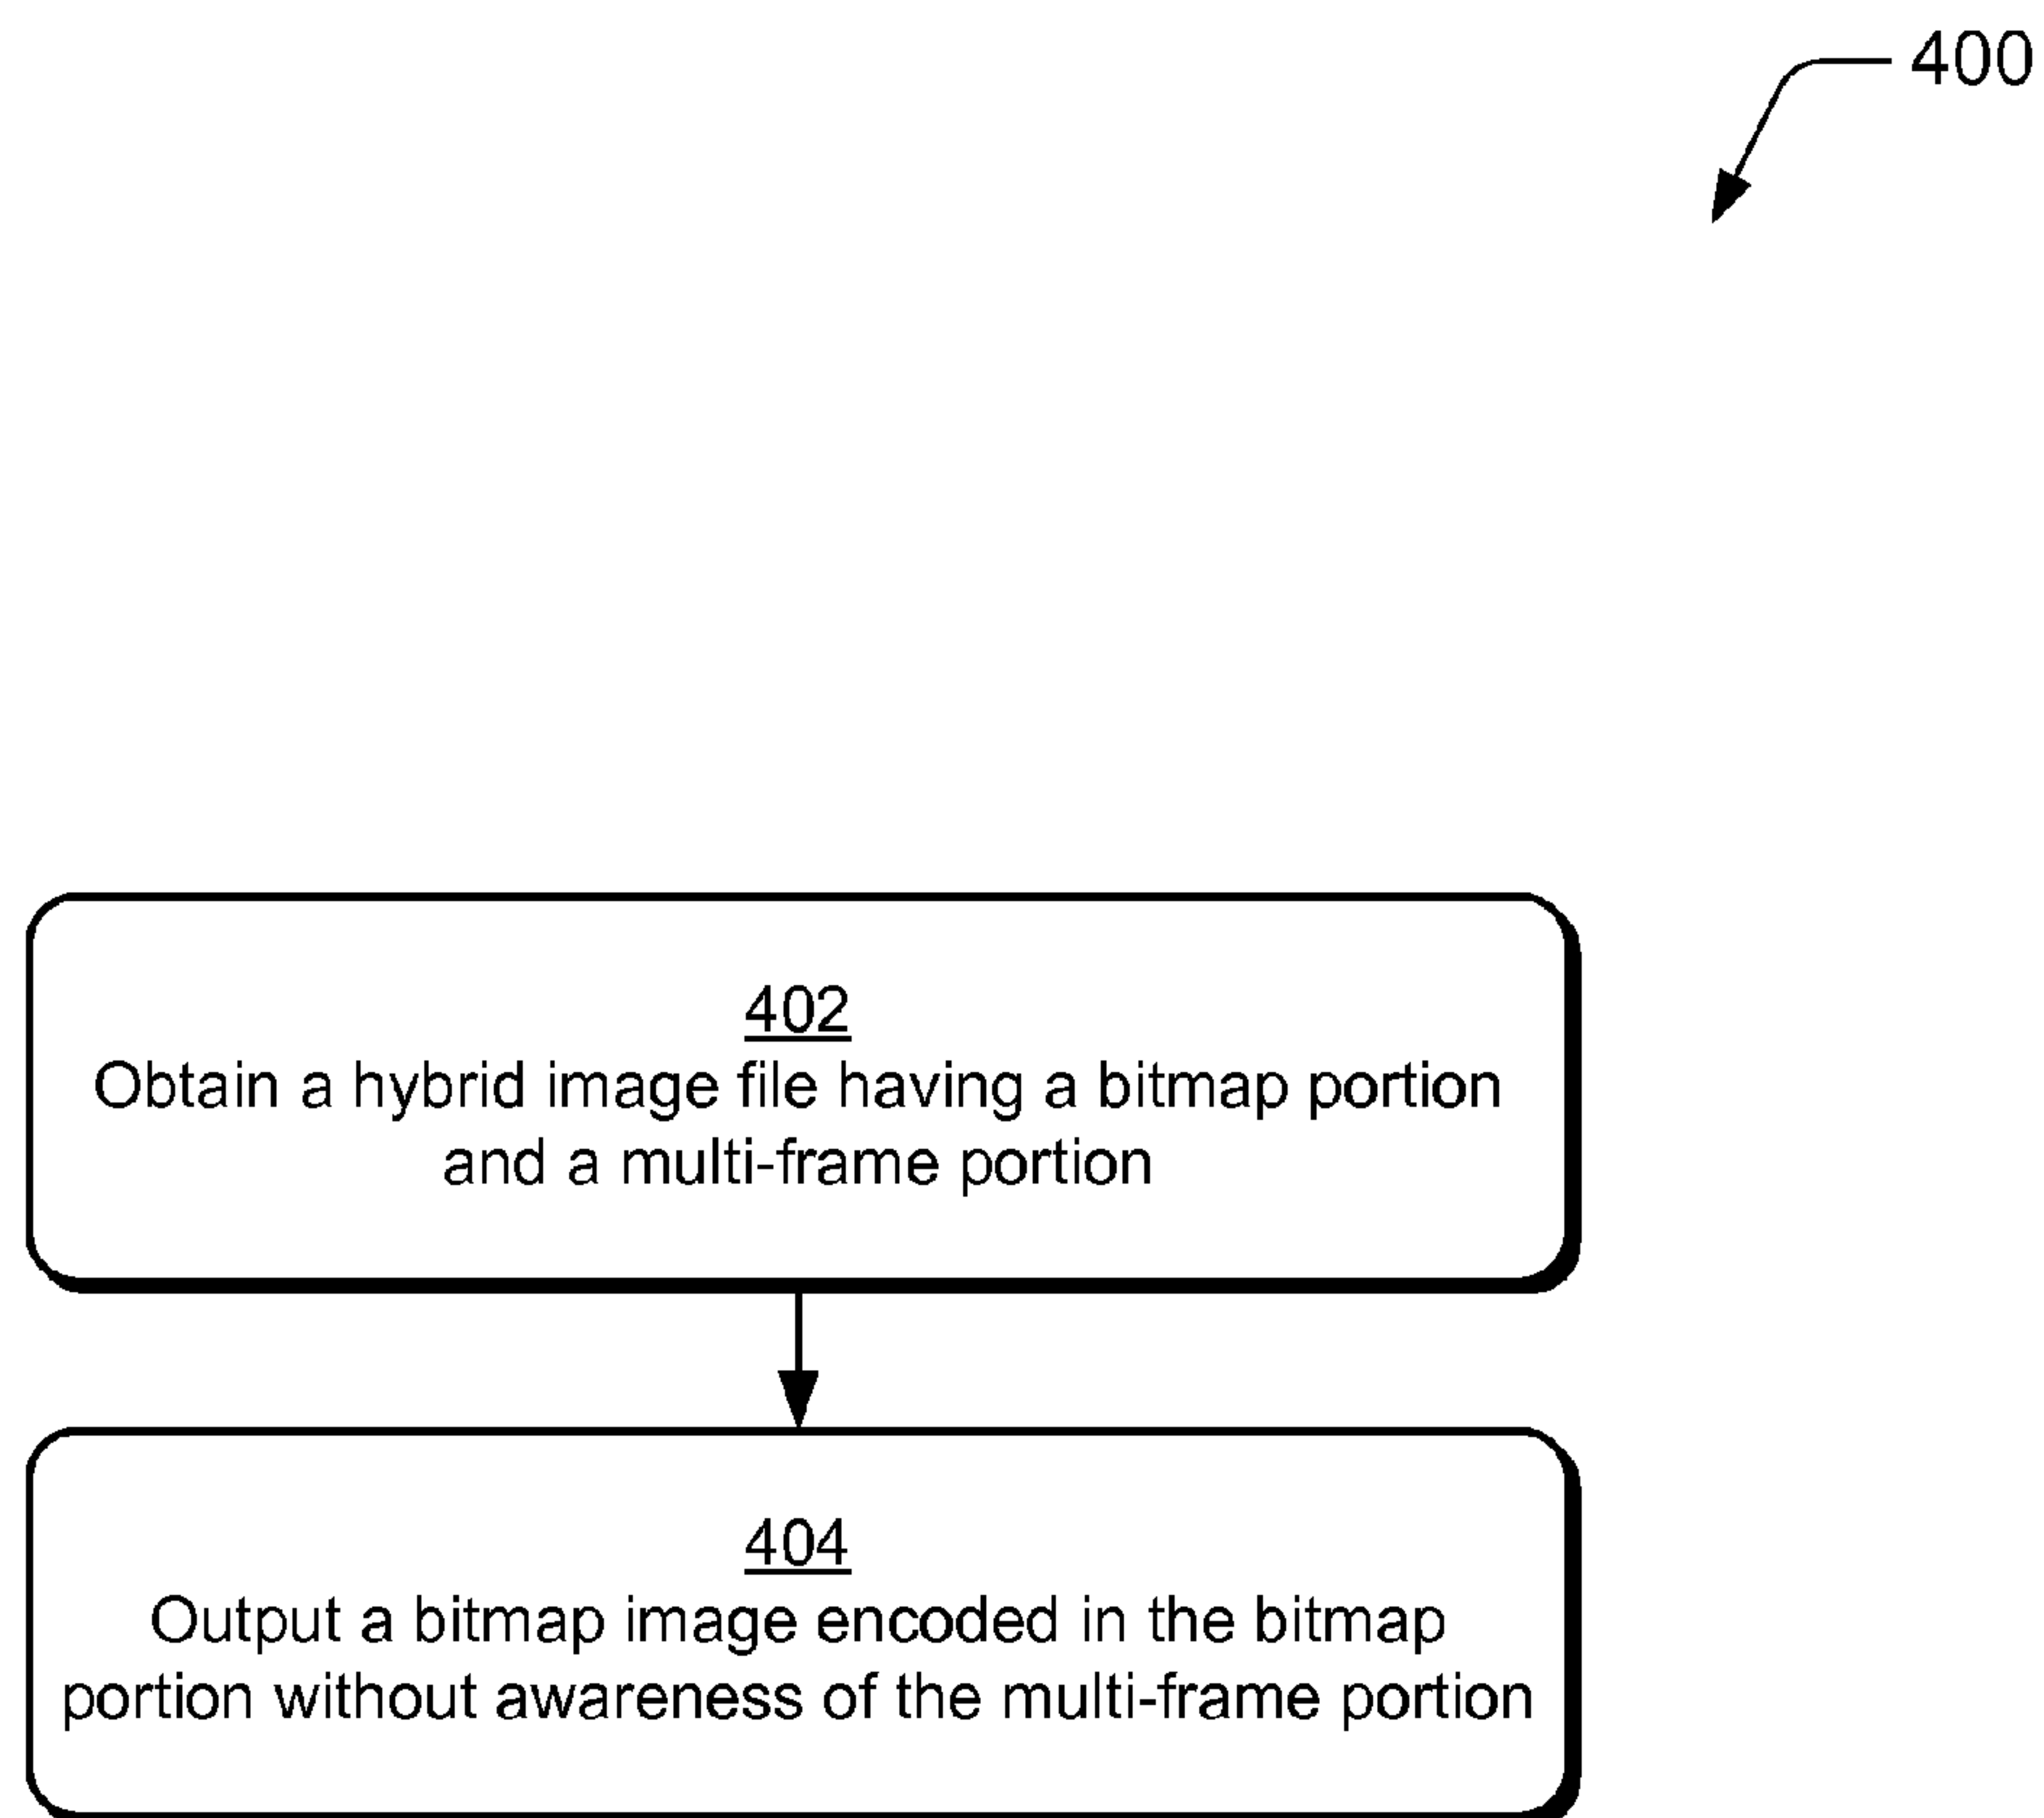 400
402
Obtain a hybrid image file having a bitmap portion
and a multi-frame portion
404
Output a bitmap image encoded in the bitmap
portion without awareness of the multi-frame portion